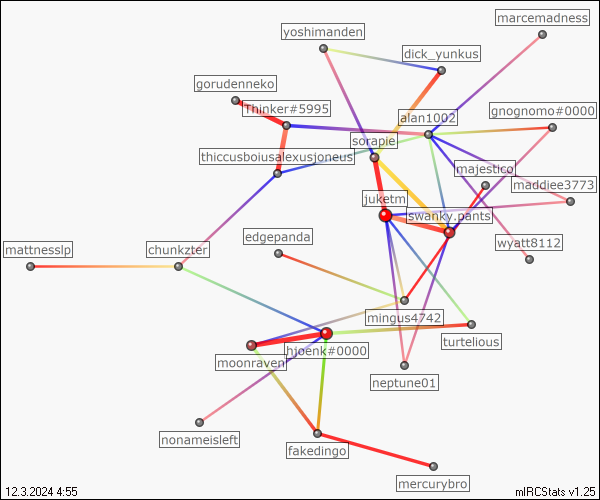 marcemadness
yoshimanden
dick_yunkus
gorudenneko
Thinker#5995
alan1002
gnognomo#0000
sorapie
thiccusboiusalexusjoneus
majestico
maddiee3773
juketm
swanky.pants
edgepanda
wyatt8112
mattnesslp
chunkzter
mingus4742
turtelious
hjoenk#0000
moonraven
neptune01
nonameisleft
fakedingo
mercurybro
12.3.2024 4:55
mIRCStats v1.25